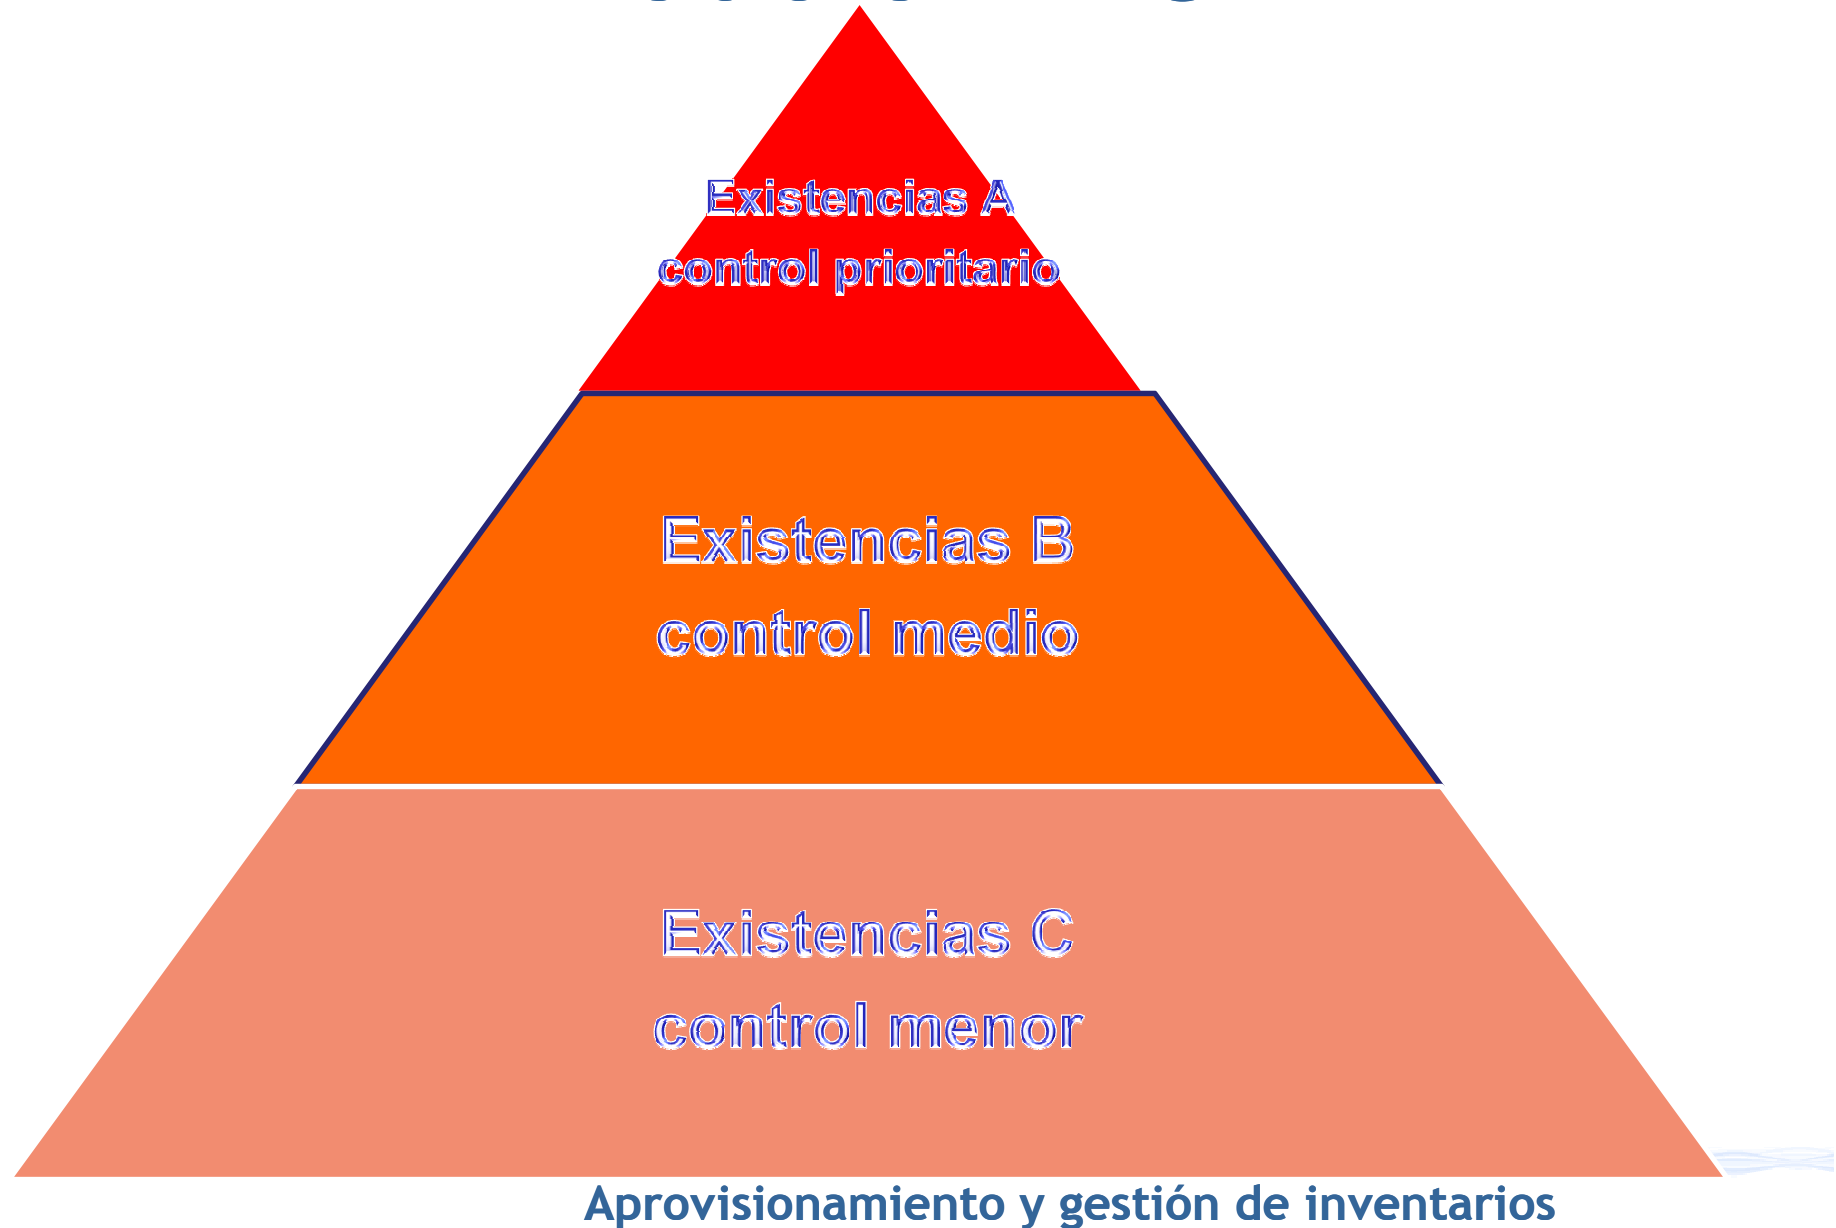 Existencias A
control prioritario
Existencias B
control medio
Existencias C
control menor
Aprovisionamiento y gestión de inventarios